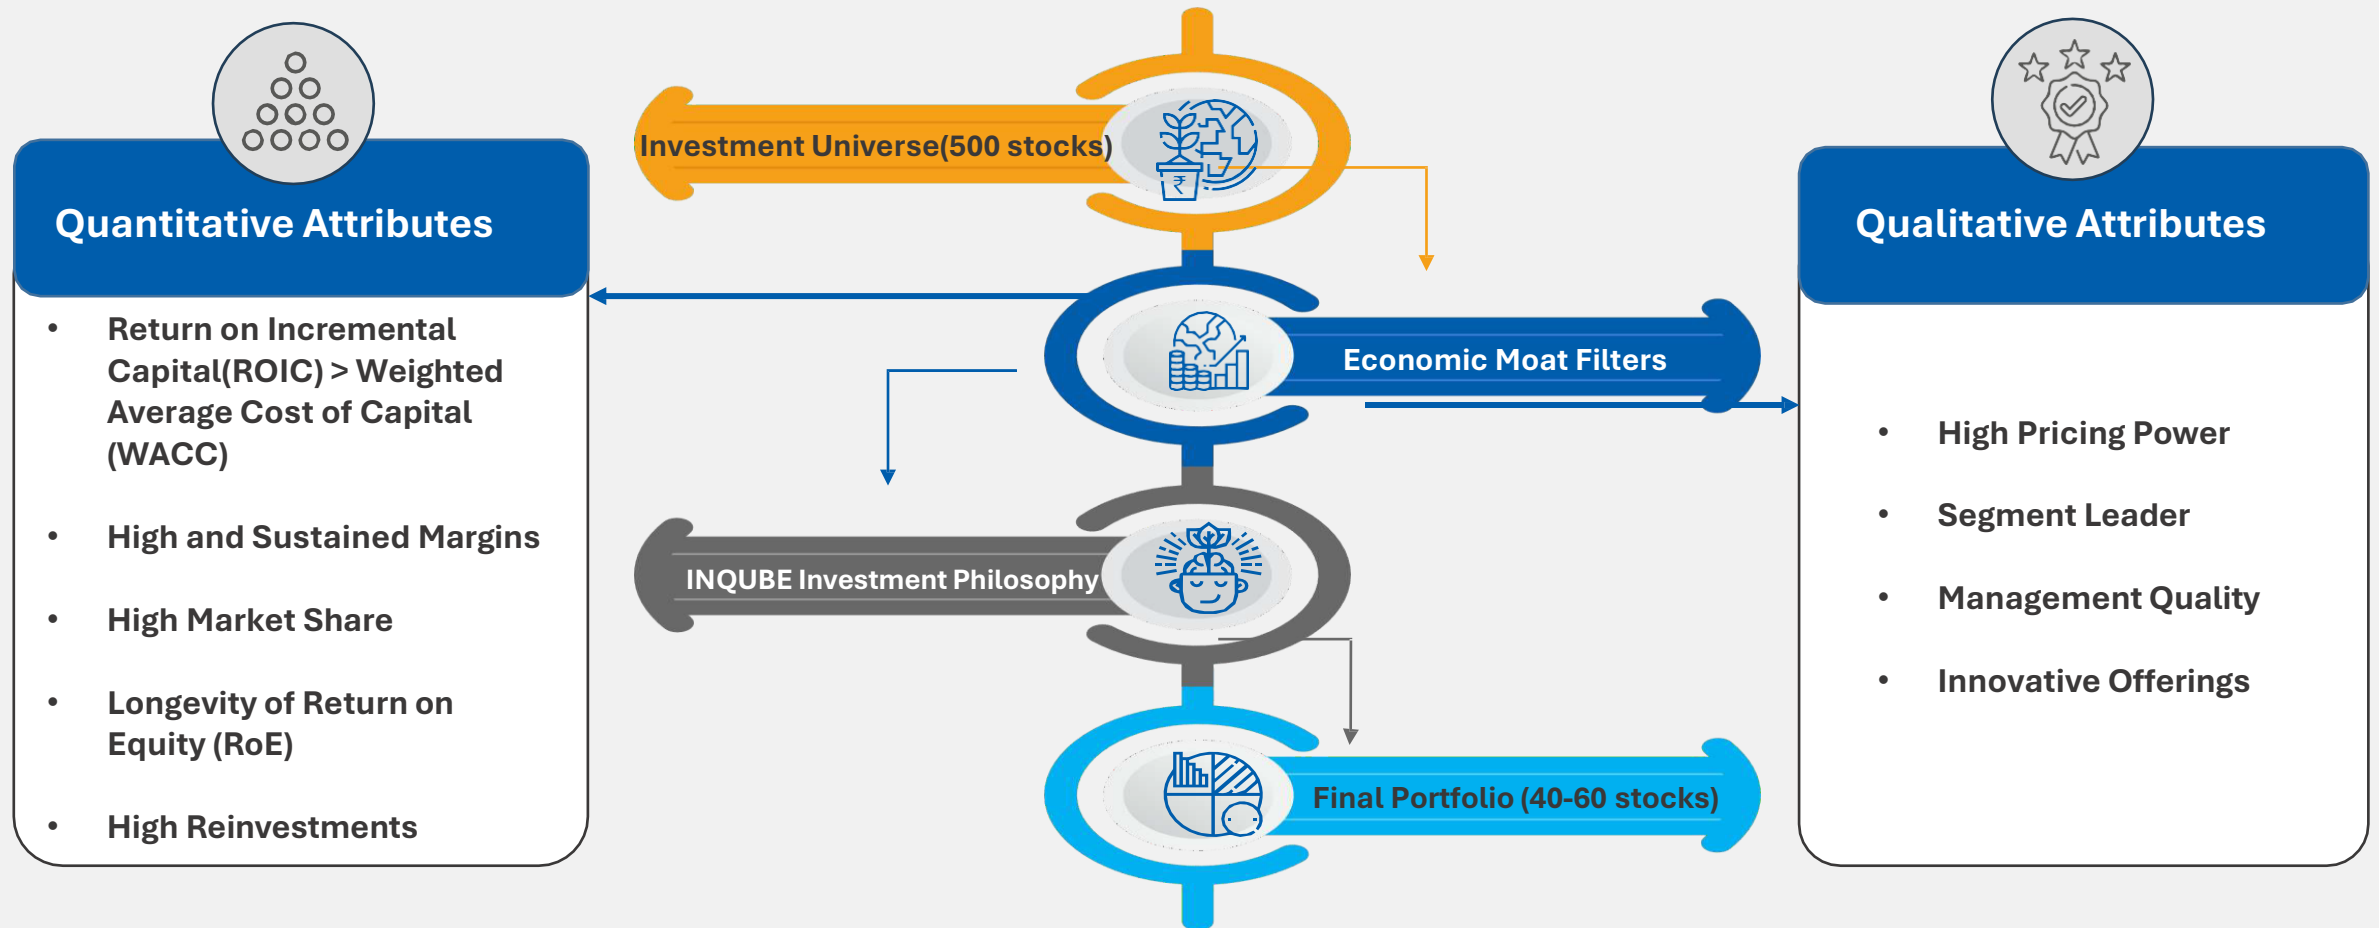 Quantitative Attributes
• Return on Incremental
Capital(ROIC) > Weighted
Average Cost of Capital
(WACC)
• High and Sustained Margins
• High Market Share
• Longevity of Return on
Equity (RoE)
• High Reinvestments
Investment Universe(500 stocks)
₹
Economic Moat Filters
INQUBE Investment Philosophy
Final Portfolio (40-60 stocks)
Qualitative Attributes
• High Pricing Power
• Segment Leader
• Management Quality
• Innovative Offerings